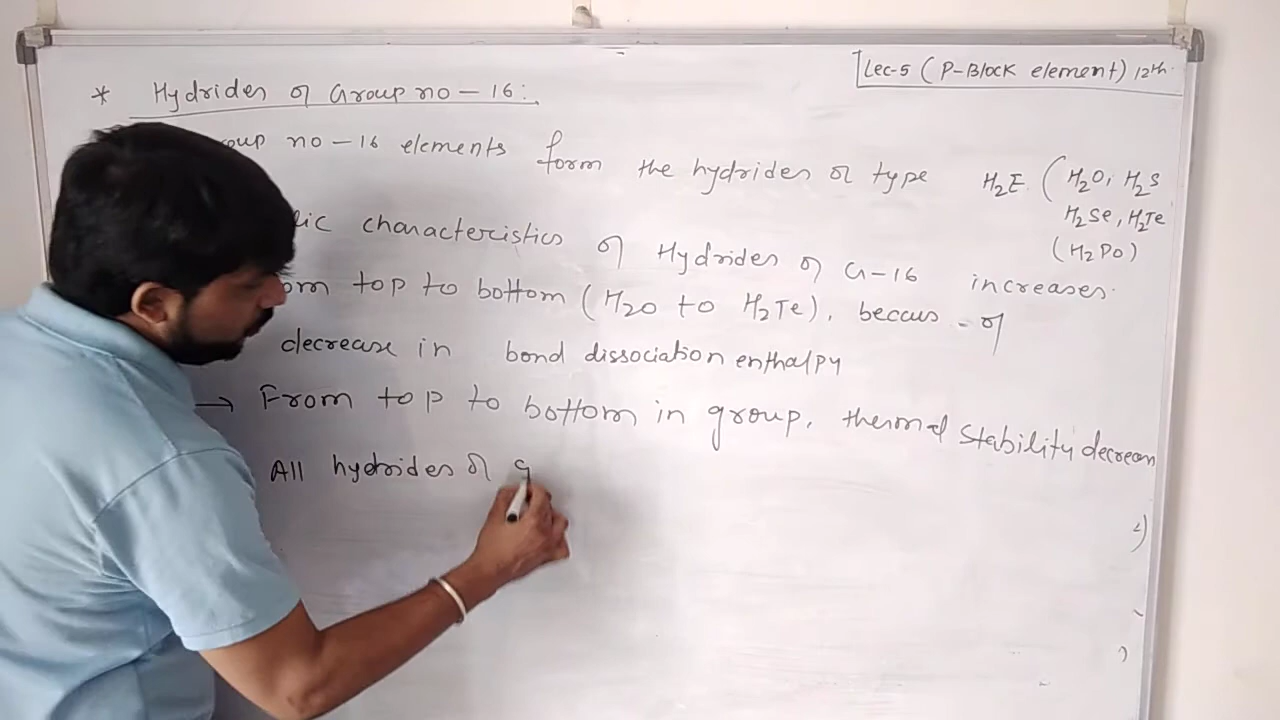 Lec-5 (P-Block element) 12th.
* Hydrides of Group no-16:
oup no-16 elements form the hydrides of type H2E (H2O, H2S
H2Se, H2Te
(H2Po)
dic characteristics of Hydrides of G-16 increases.
om top to bottom (H2O to H2Te), becaus of
decrease in bond dissociation enthalpy
→ From top to bottom in group, thermal stability decreas
All hydrides of g